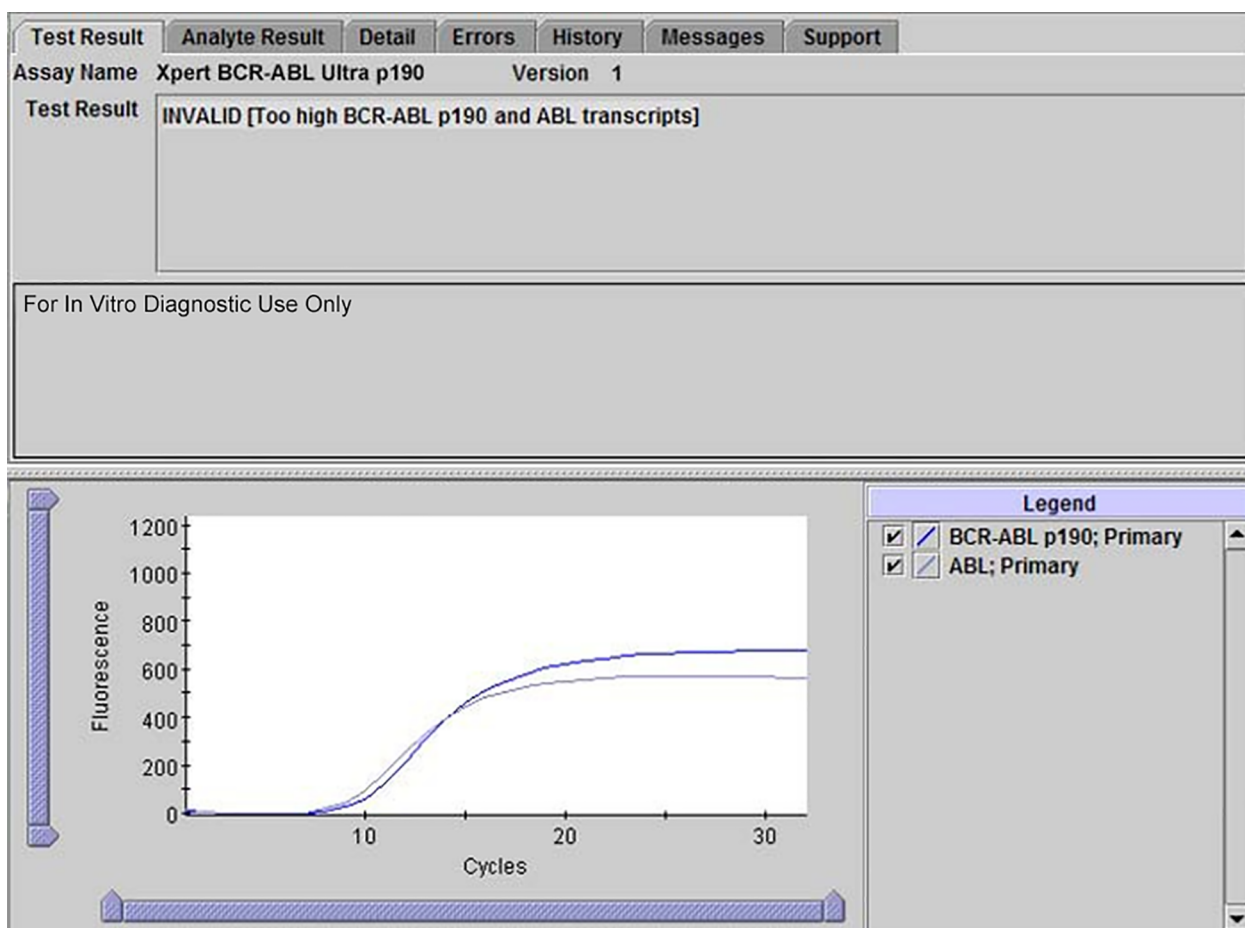 Test Result Analyte Result Detail Errors History Messages Support
Assay Name Xpert BCR-ABL Ultra p190 Version 1
Test Result INVALID [Too high BCR-ABL p190 and ABL transcripts]
For In Vitro Diagnostic Use Only
Legend
BCR-ABL p190; Primary
ABL; Primary
Fluorescence
1200
1000
800
600
400
200
0
10 20 30
Cycles